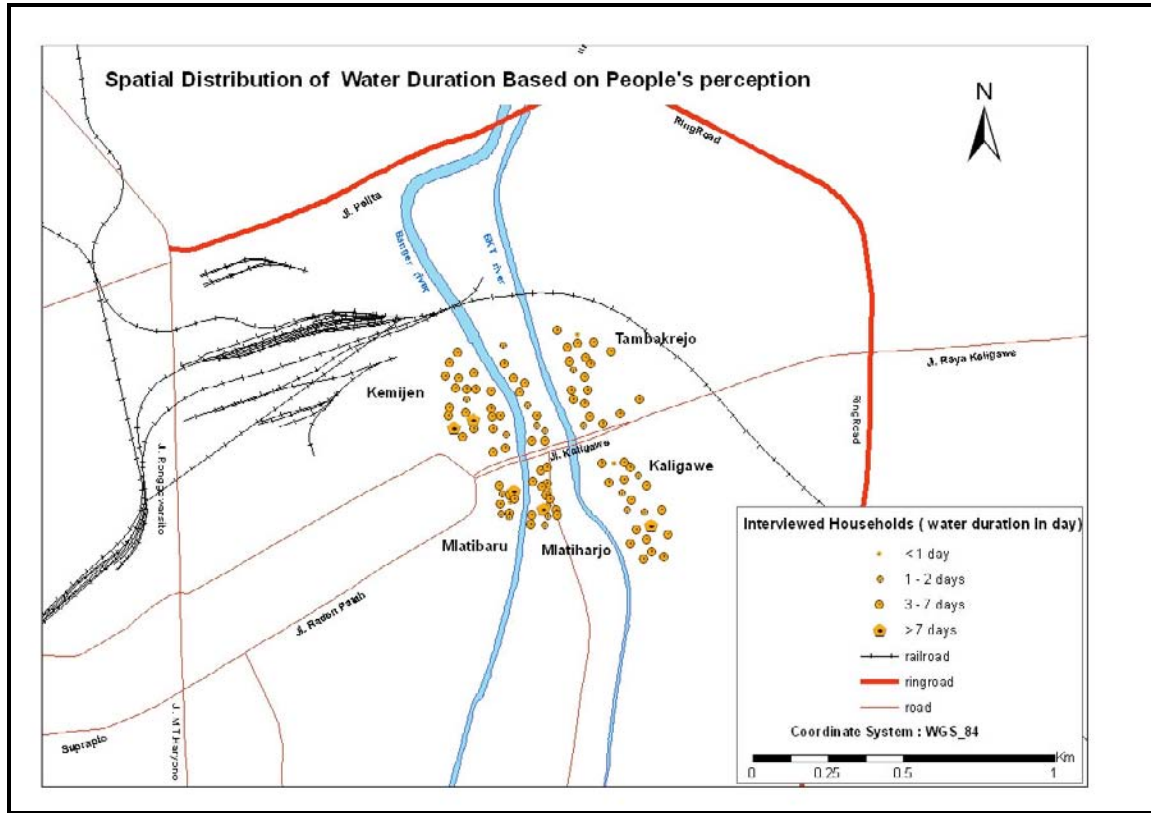 Spatial Distribution of Water Duration Based on People's perception
N
RingRoad
Jl. Pelita
Banger river
BKT river
Tambakrejo
Jl. Raya Kaligawe
Kemijen
RingRoad
Jl. Kaligawe
Kaligawe
Jl. Ronggowarsito
Mlatibaru
Mlatiharjo
Jl. Raden Patah
Suprapto
J. MT.Haryono
Interviewed Households ( water duration in day)
<1 day
1 - 2 days
3 - 7 days
>7 days
railroad
ringroad
road
Coordinate System : WGS_84
Km
0 0.25 0.5 1